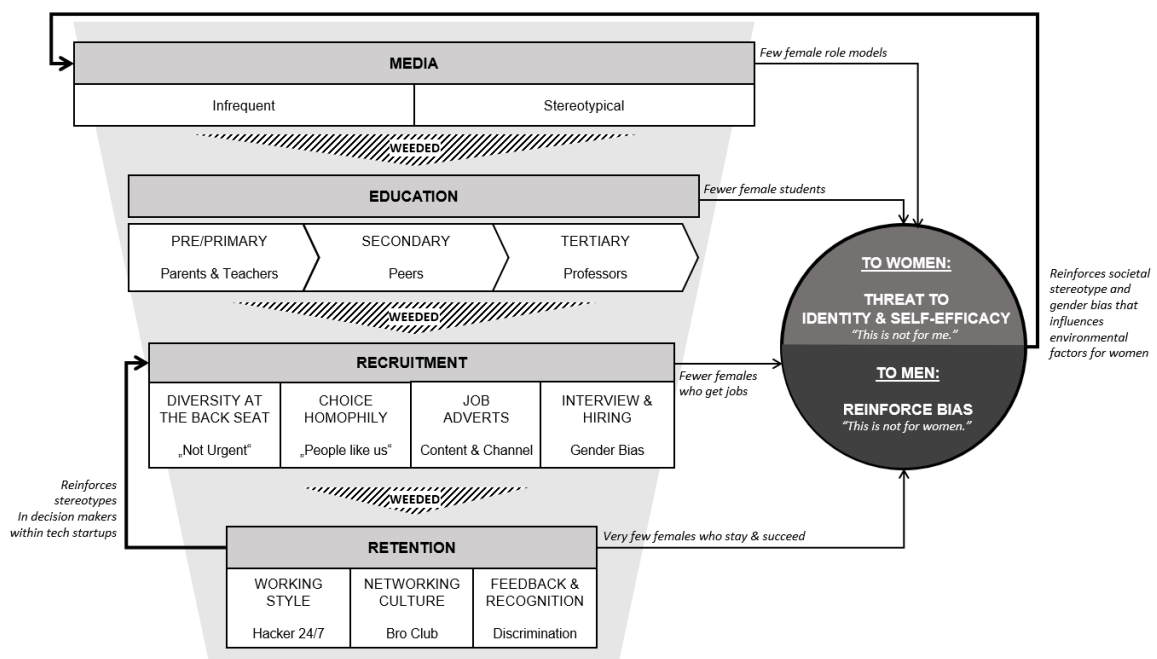 MEDIA
Infrequent
Stereotypical
Few female role models
WEEDED
EDUCATION
Fewer female students
PRE/PRIMARY
Parents & Teachers
SECONDARY
Peers
TERTIARY
Professors
WEEDED
RECRUITMENT
Fewer females
who get jobs
DIVERSITY AT
THE BACK SEAT
„Not Urgent“
CHOICE
HOMOPHILY
„People like us“
JOB
ADVERTS
Content & Channel
INTERVIEW &
HIRING
Gender Bias
WEEDED
Reinforces
stereotypes
In decision makers
within tech startups
RETENTION
Very few females who stay & succeed
WORKING
STYLE
Hacker 24/7
NETWORKING
CULTURE
Bro Club
FEEDBACK &
RECOGNITION
Discrimination
TO WOMEN:
THREAT TO
IDENTITY & SELF-EFFICACY
“This is not for me.”
TO MEN:
REINFORCE BIAS
“This is not for women.”
Reinforces societal
stereotype and
gender bias that
influences
environmental
factors for women